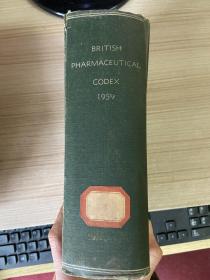 BRITISH
PHARMACEUTICAL
CODEX
1959